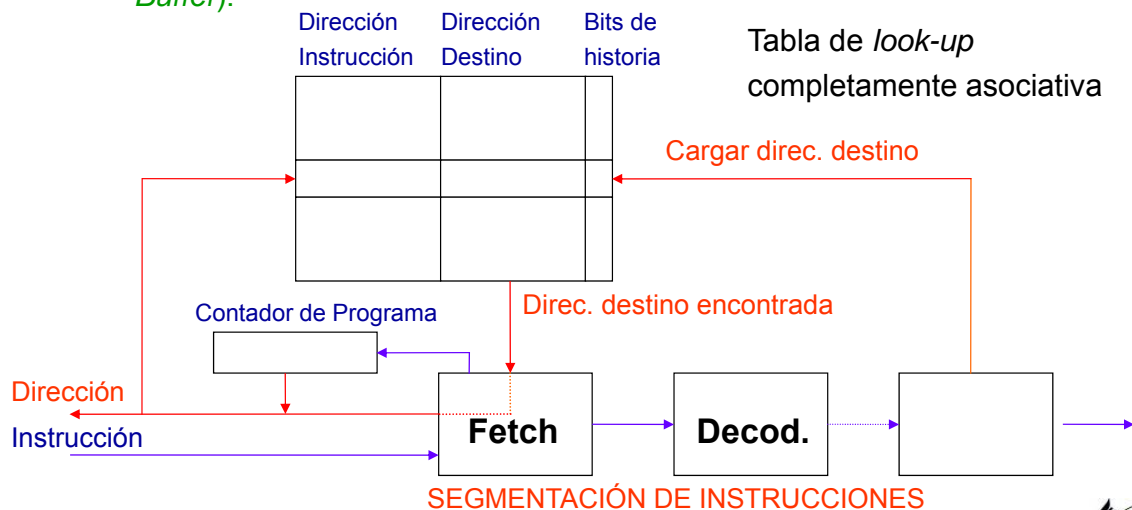 Buffer).
Dirección Instrucción
Dirección Destino
Bits de historia
Tabla de look-up
completamente asociativa
Cargar direc. destino
Direc. destino encontrada
Contador de Programa
Dirección
Instrucción
Fetch
Decod.
SEGMENTACIÓN DE INSTRUCCIONES